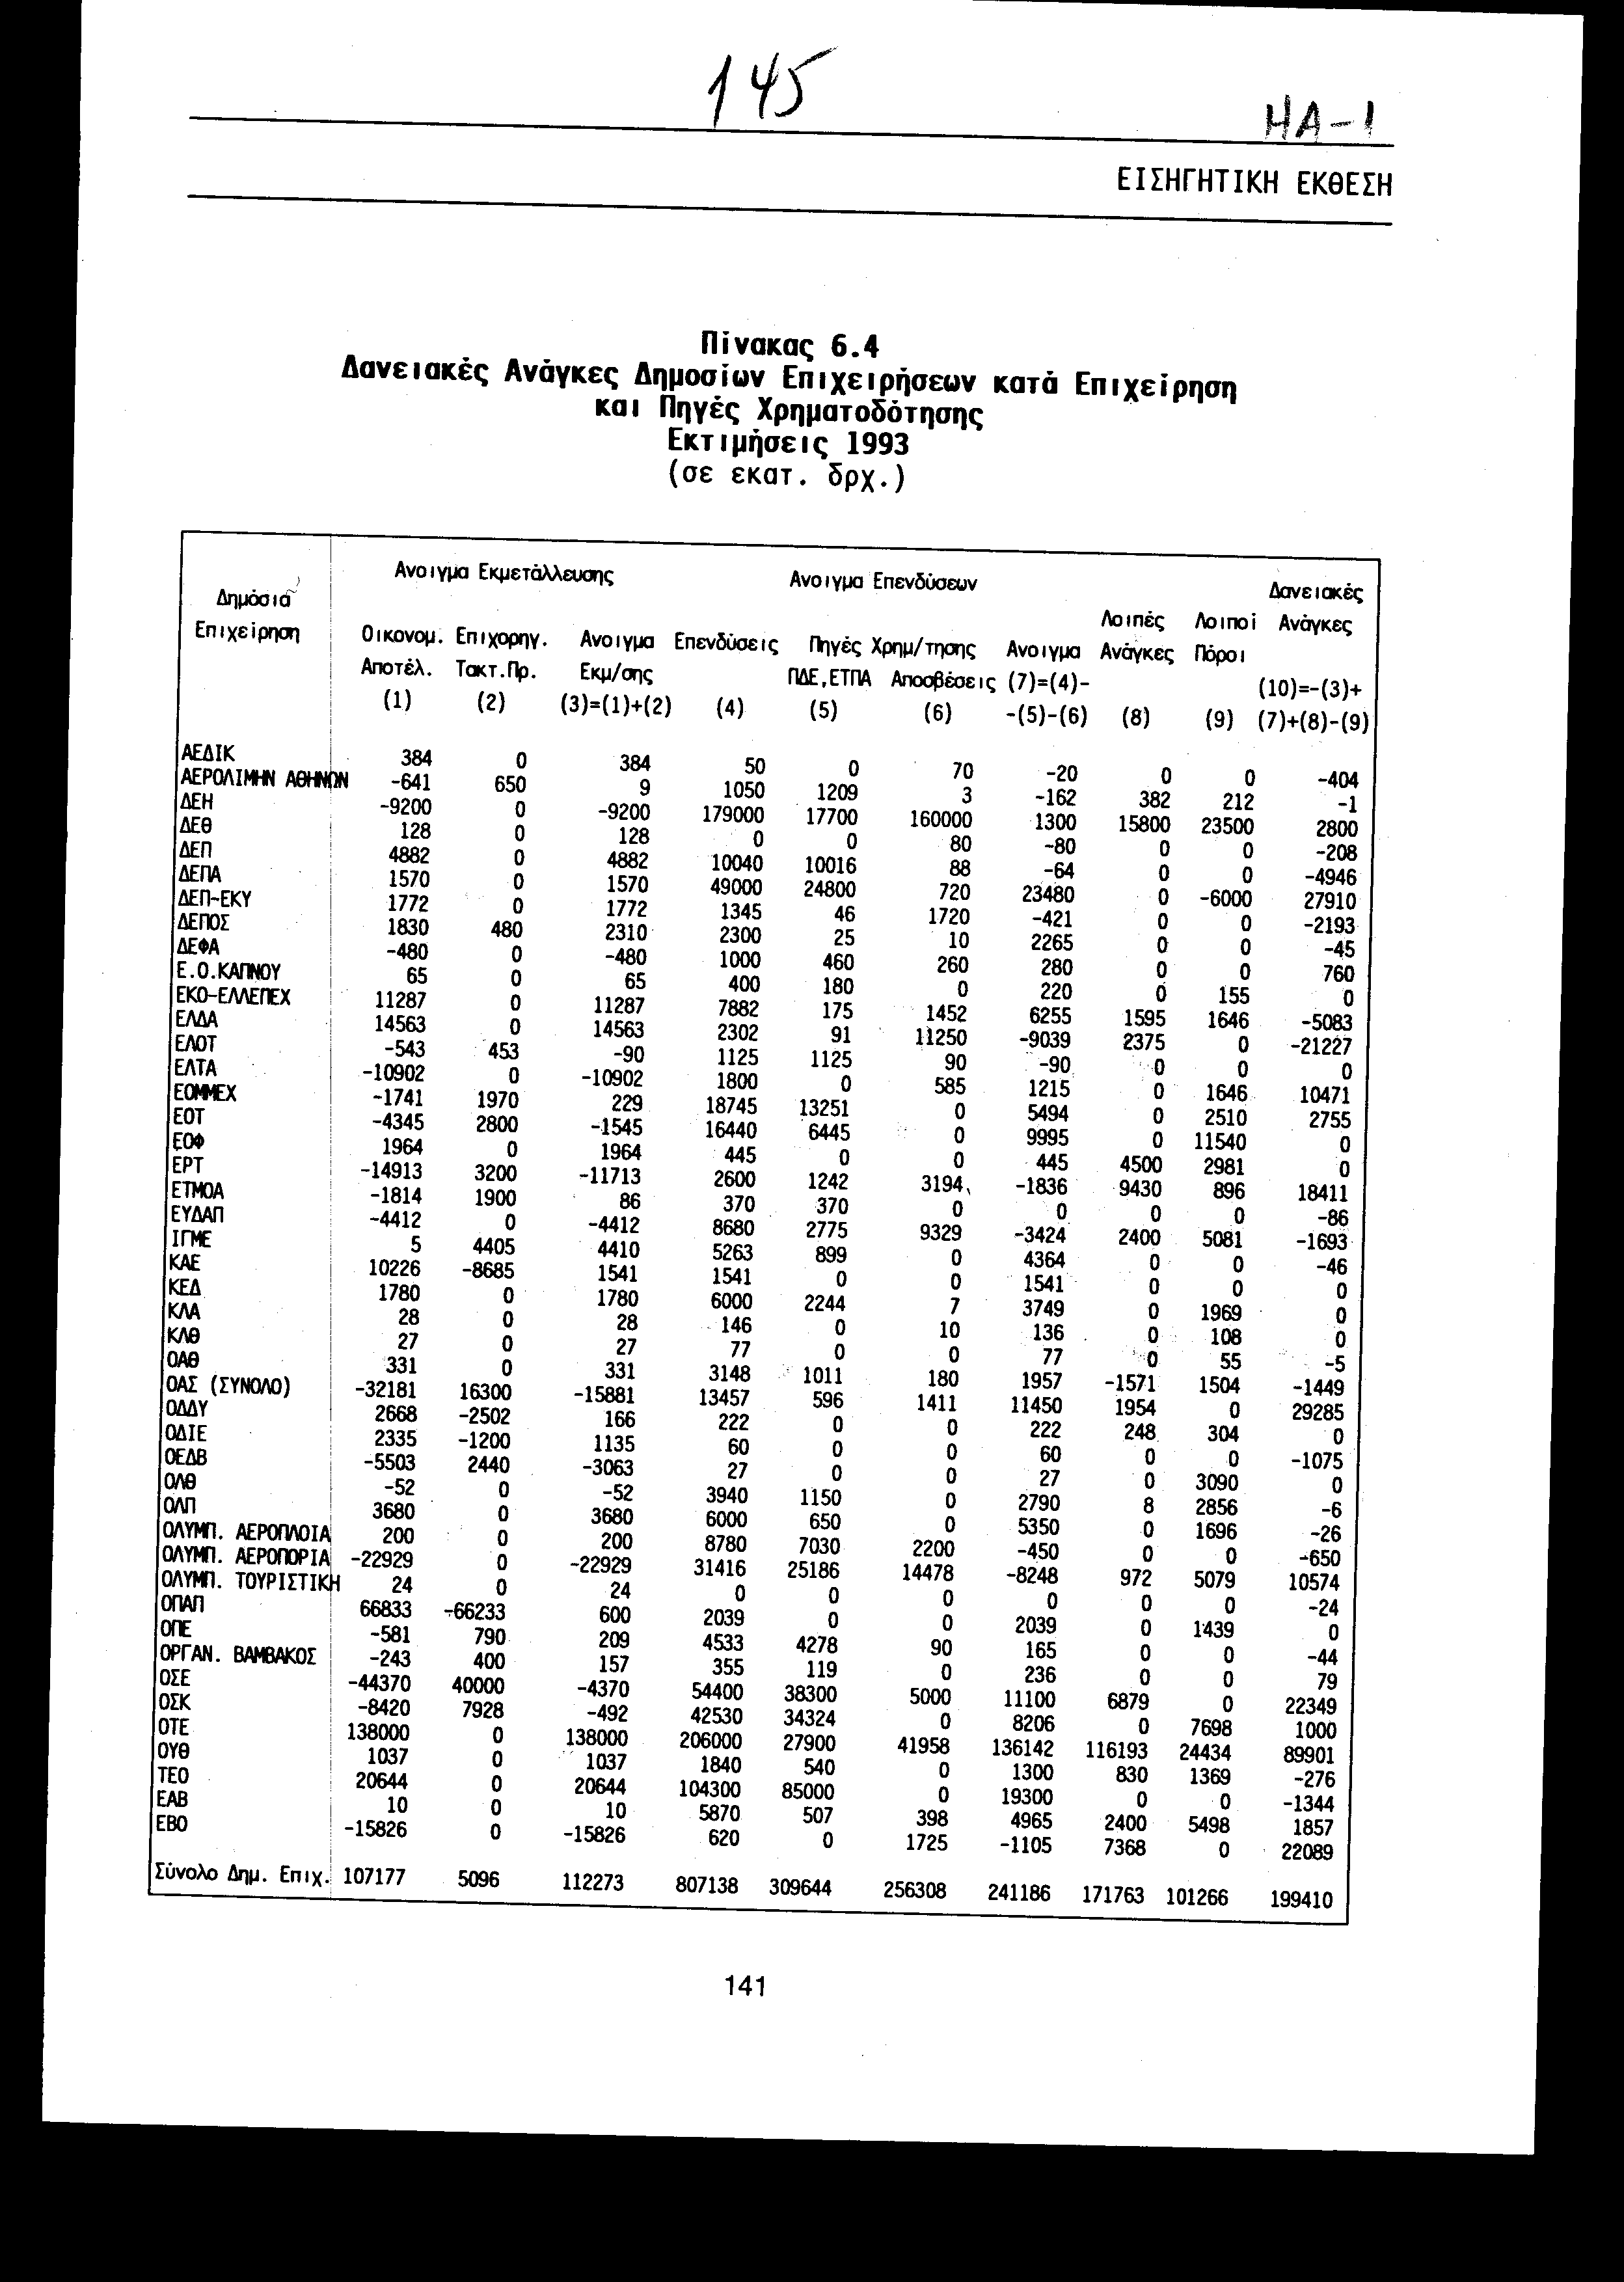 145
HA-1
ΕΙΣΗΓΗΤΙΚΗ ΕΚΘΕΣΗ
Πίνακας 6.4
Δανειακές Ανάγκες Δημοσίων Επιχειρήσεων κατά Επιχείρηση
και Πηγές Χρηματοδότησης
Εκτιμήσεις 1993
(σε εκατ. δρχ.)
Ανοιγμα Εκμετάλλευσης Ανοιγμα Επενδύσεων
Δημόσια Δανειακές
Επιχείρηση Οικονομ. Επιχορηγ. Ανοιγμα Επενδύσεις Πηγές Χρημ/τησης Ανοιγμα Λοιπές Λοιποί Ανάγκες
Αποτέλ. Τακτ.Πρ. Εκμ/σης ΠΔΕ,ΕΤΠΑ Αποσβέσεις (7)=(4)- Ανάγκες Πόροι (10)=-(3)+
(1) (2) (3)=(1)+(2) (4) (5) (6) -(5)-(6) (8) (9) (7)+(8)-(9)
ΑΕΔΙΚ 384 0 384 50 0 70 -20 0 0 -404
ΑΕΡΟΛΙΜΗΝ ΑΘΗΝΩΝ -641 650 9 1050 1209 3 -162 382 212 -1
ΔΕΗ -9200 0 -9200 179000 17700 160000 1300 15800 23500 2800
ΔΕΘ 128 0 128 0 0 80 -80 0 0 -208
ΔΕΠ 4882 0 4882 10040 10016 88 -64 0 0 -4946
ΔΕΠΑ 1570 0 1570 49000 24800 720 23480 0 -6000 27910
ΔΕΠ-ΕΚΥ 1772 0 1772 1345 46 1720 -421 0 0 -2193
ΔΕΠΟΣ 1830 480 2310 2300 25 10 2265 0 0 -45
ΔΕΦΑ -480 0 -480 1000 460 260 280 0 0 760
Ε.Ο.ΚΑΠΝΟΥ 65 0 65 400 180 0 220 0 155 0
ΕΚΟ-ΕΛΛΕΠΕΧ 11287 0 11287 7882 175 1452 6255 1595 1646 -5083
ΕΛΔΑ 14563 0 14563 2302 91 11250 -9039 2375 0 -21227
ΕΛΟΤ -543 453 -90 1125 1125 90 -90 0 0 0
ΕΛΤΑ -10902 0 -10902 1800 0 585 1215 0 1646 10471
ΕΟΜΜΕΧ -1741 1970 229 18745 13251 0 5494 0 2510 2755
ΕΟΤ -4345 2800 -1545 16440 6445 0 9995 0 11540 0
ΕΟΦ 1964 0 1964 445 0 0 445 4500 2981 0
ΕΡΤ -14913 3200 -11713 2600 1242 3194 -1836 9430 896 18411
ΕΤΜΟΑ -1814 1900 86 370 370 0 0 0 0 -86
ΕΥΔΑΠ -4412 0 -4412 8680 2775 9329 -3424 2400 5081 -1693
ΙΓΜΕ 5 4405 4410 5263 899 0 4364 0 0 -46
ΚΑΕ 10226 -8685 1541 1541 0 0 1541 0 0 0
ΚΕΔ 1780 0 1780 6000 2244 7 3749 0 1969 0
ΚΛΑ 28 0 28 146 0 10 136 0 108 0
ΚΛΘ 27 0 27 77 0 0 77 0 55 -5
ΟΑΘ 331 0 331 3148 1011 180 1957 -1571 1504 -1449
ΟΑΣ (ΣΥΝΟΛΟ) -32181 16300 -15881 13457 596 1411 11450 1954 0 29285
ΟΔΔΥ 2668 -2502 166 222 0 0 222 248 304 0
ΟΔΙΕ 2335 -1200 1135 60 0 0 60 0 0 -1075
ΟΕΔΒ -5503 2440 -3063 27 0 0 27 0 3090 0
ΟΛΘ -52 0 -52 3940 1150 0 2790 8 2856 -6
ΟΛΠ 3680 0 3680 6000 650 0 5350 0 1696 -26
ΟΛΥΜΠ. ΑΕΡΟΠΛΟΙΑ 200 0 200 8780 7030 2200 -450 0 0 -650
ΟΛΥΜΠ. ΑΕΡΟΠΟΡΙΑ -22929 0 -22929 31416 25186 14478 -8248 972 5079 10574
ΟΛΥΜΠ. ΤΟΥΡΙΣΤΙΚΗ 24 0 24 0 0 0 0 0 0 -24
ΟΠΑΠ 66833 -66233 600 2039 0 0 2039 0 1439 0
ΟΠΕ -581 790 209 4533 4278 90 165 0 0 -44
ΟΡΓΑΝ. ΒΑΜΒΑΚΟΣ -243 400 157 355 119 0 236 0 0 79
ΟΣΕ -44370 40000 -4370 54400 38300 5000 11100 6879 0 22349
ΟΣΚ -8420 7928 -492 42530 34324 0 8206 0 7698 1000
ΟΤΕ 138000 0 138000 206000 27900 41958 136142 116193 24434 89901
ΟΥΘ 1037 0 1037 1840 540 0 1300 830 1369 -276
ΤΕΟ 20644 0 20644 104300 85000 0 19300 0 0 -1344
ΕΑΒ 10 0 10 5870 507 398 4965 2400 5498 1857
ΕΒΟ -15826 0 -15826 620 0 1725 -1105 7368 0 22089
Σύνολο Δημ. Επιχ. 107177 5096 112273 807138 309644 256308 241186 171763 101266 199410
141